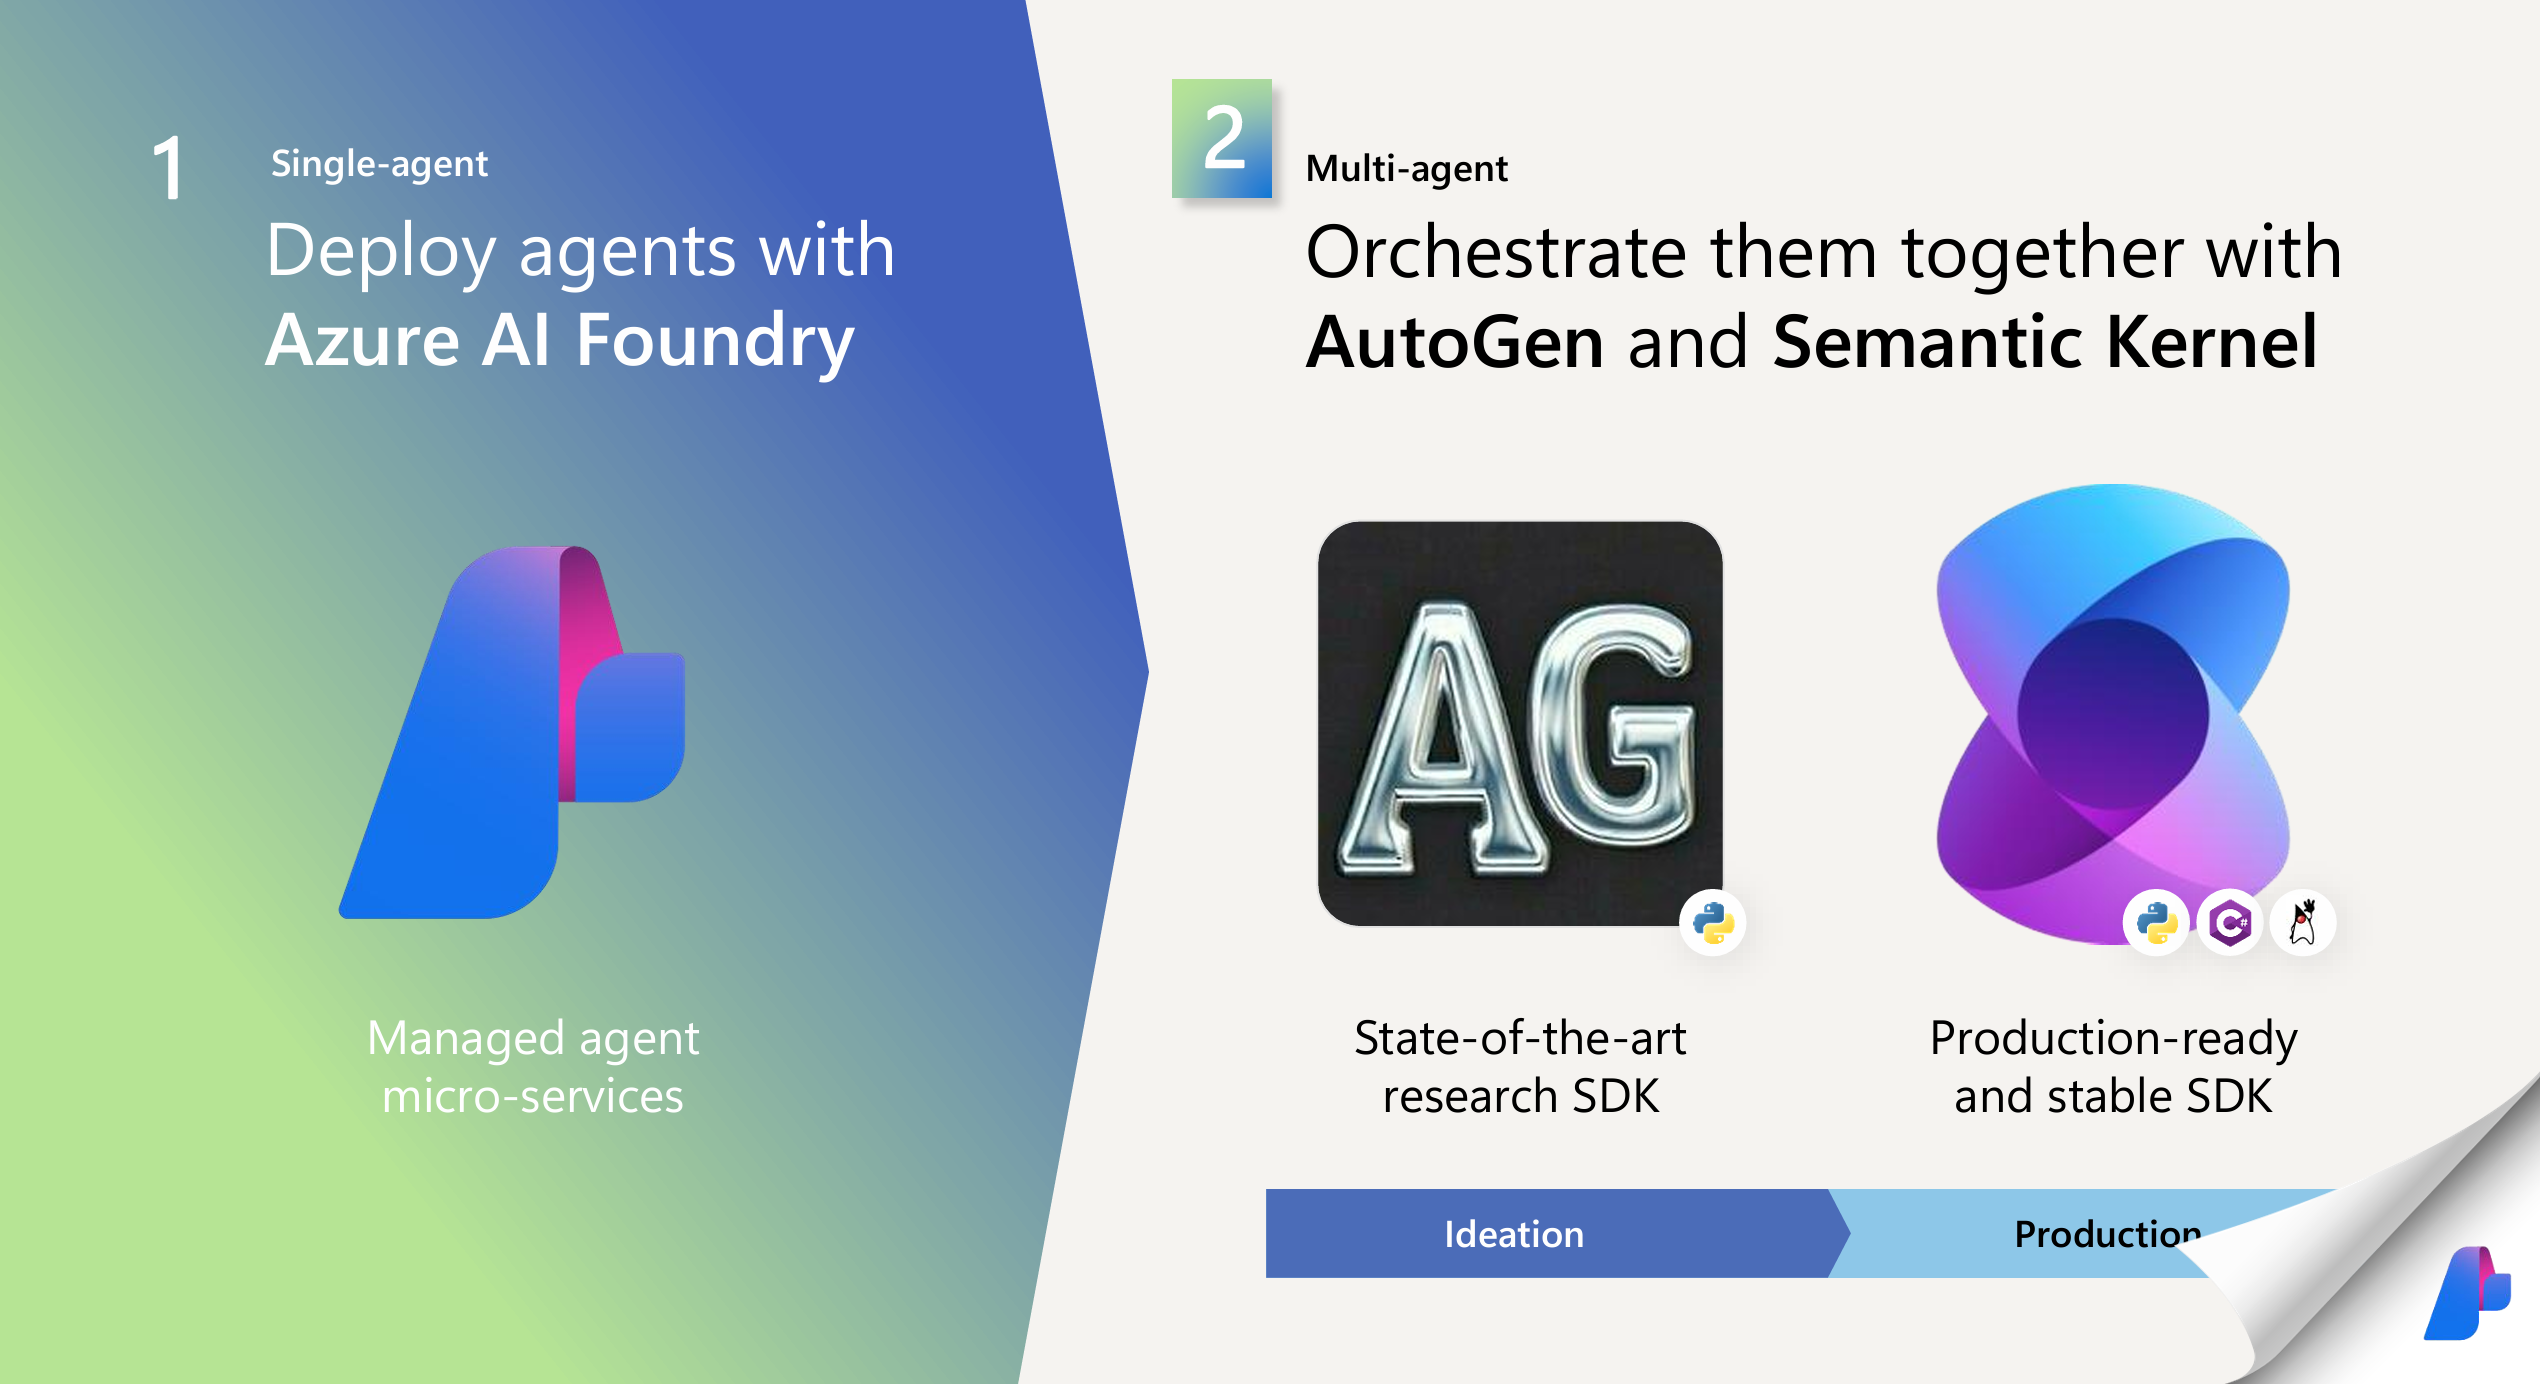 1
Single-agent
Deploy agents with
Azure AI Foundry
Managed agent
micro-services
2
Multi-agent
Orchestrate them together with
AutoGen and Semantic Kernel
AG
C#
State-of-the-art
research SDK
Production-ready
and stable SDK
Ideation
Production